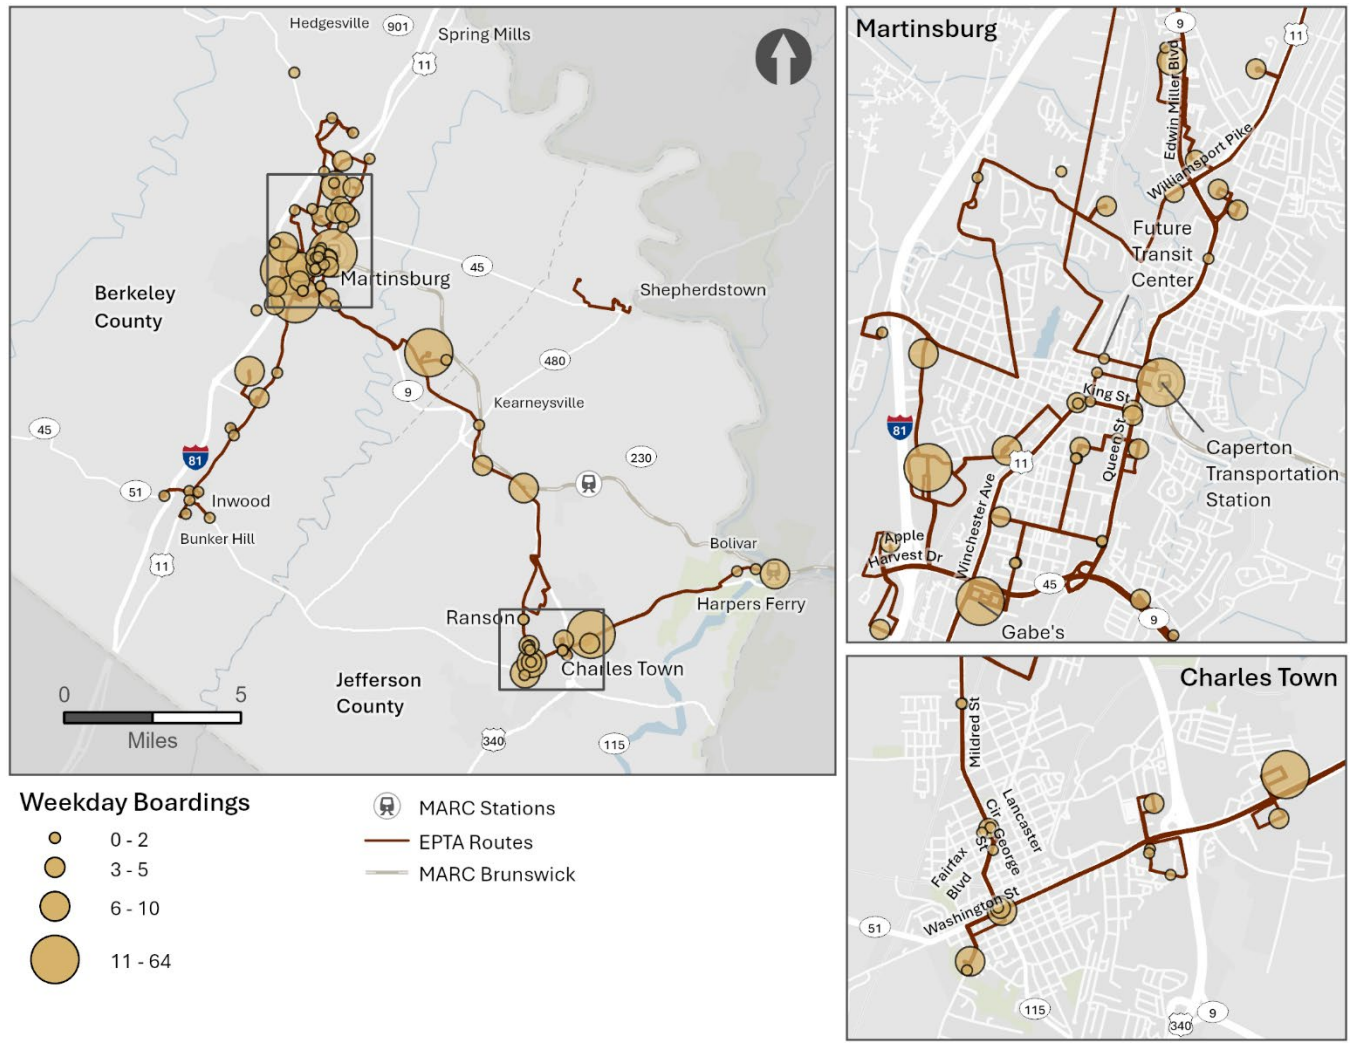 Hedgesville
901
Spring Mills
11
Martinsburg
45
Shepherdstown
Berkeley
County
480
9
Kearneysville
45
81
230
51
Inwood
Bunker Hill
11
Bolivar
Harpers Ferry
Ranson
Charles Town
Jefferson
County
0
5
Miles
340
115
Martinsburg
9
11
Edwin Miller Blvd
Williamsport Pike
Future
Transit
Center
81
King St
11
Queen St
Caperton
Transportation
Station
Winchester Ave
Apple
Harvest Dr
45
9
Gabe's
Charles Town
Mildred St
Lancaster
Cir
George
St
Fairfax
Blvd
Washington St
51
115
340
9
Weekday Boardings
0 - 2
3 - 5
6 - 10
11 - 64
MARC Stations
EPTA Routes
MARC Brunswick